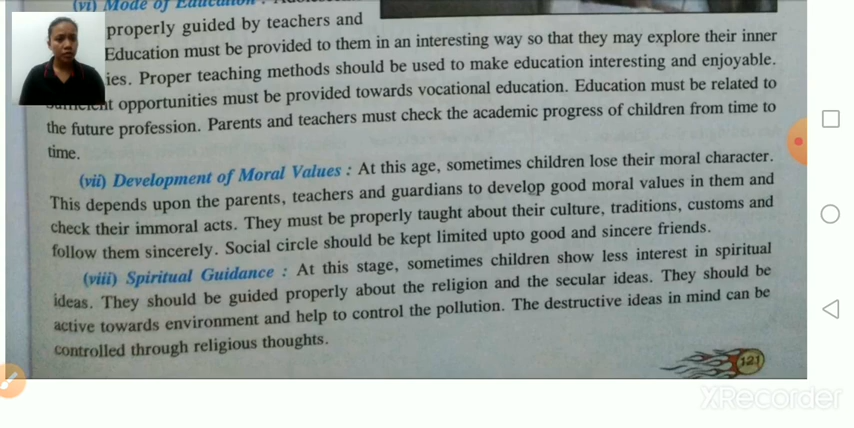 (vi) Mode of Education :
properly guided by teachers and
Education must be provided to them in an interesting way so that they may explore their inner
ies. Proper teaching methods should be used to make education interesting and enjoyable.
Sufficient opportunities must be provided towards vocational education. Education must be related to
the future profession. Parents and teachers must check the academic progress of children from time to
time.
(vii) Development of Moral Values : At this age, sometimes children lose their moral character.
This depends upon the parents, teachers and guardians to develop good moral values in them and
check their immoral acts. They must be properly taught about their culture, traditions, customs and
follow them sincerely. Social circle should be kept limited upto good and sincere friends.
(viii) Spiritual Guidance : At this stage, sometimes children show less interest in spiritual
ideas. They should be guided properly about the religion and the secular ideas. They should be
active towards environment and help to control the pollution. The destructive ideas in mind can be
controlled through religious thoughts.
121
XRecorder